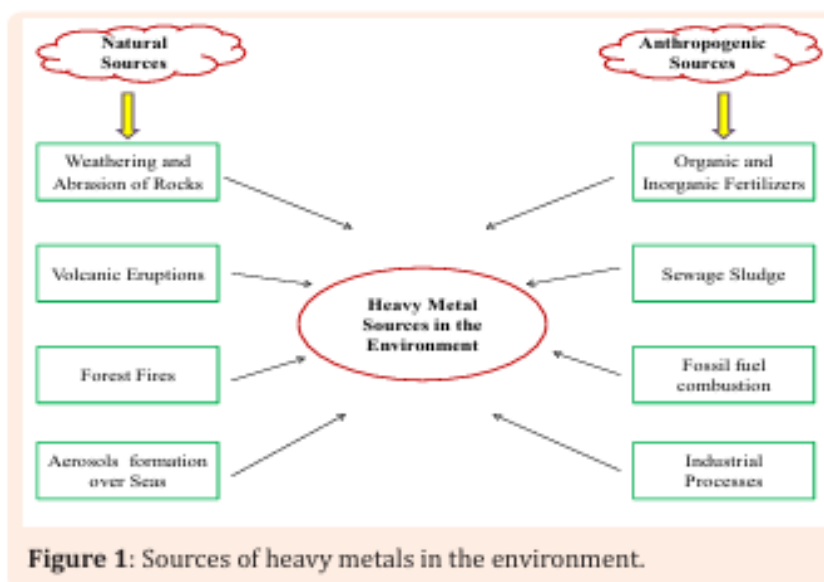 Natural
Sources
Anthropogenic
Sources
Weathering and
Abrasion of Rocks
Organic and
Inorganic Fertilizers
Volcanic Eruptions
Sewage Sludge
Heavy Metal
Sources in the
Environment
Forest Fires
Fossil fuel
combustion
Aerosols formation
over Seas
Industrial
Processes
Figure 1: Sources of heavy metals in the environment.